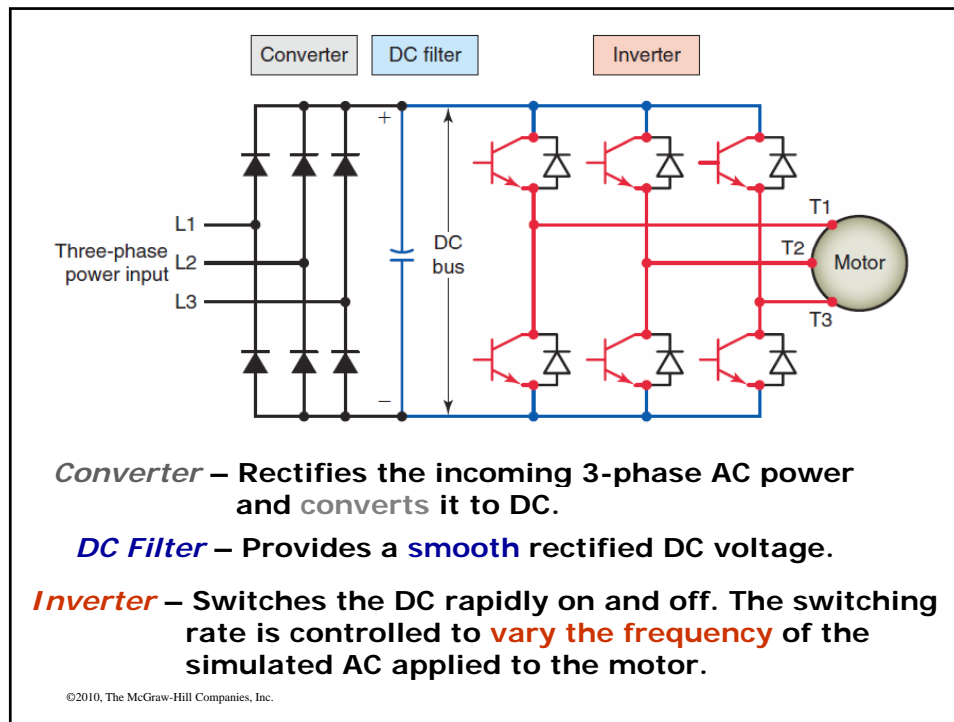 Converter
DC filter
Inverter
+
T1
L1
Three-phase
power input
L2
DC
bus
T2
Motor
L3
T3
–
Converter – Rectifies the incoming 3-phase AC power
and converts it to DC.
DC Filter – Provides a smooth rectified DC voltage.
Inverter – Switches the DC rapidly on and off. The switching
rate is controlled to vary the frequency of the
simulated AC applied to the motor.
©2010, The McGraw-Hill Companies, Inc.